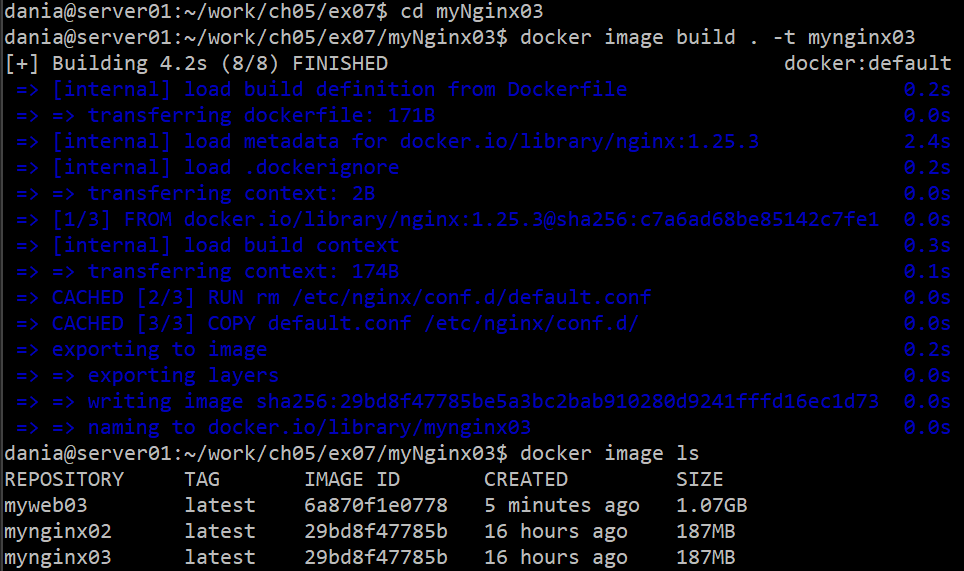 dania@server01:~/work/ch05/ex07$ cd myNginx03
dania@server01:~/work/ch05/ex07/myNginx03$ docker image build . -t mynginx03
[+] Building 4.2s (8/8) FINISHED docker:default
=> [internal] load build definition from Dockerfile 0.2s
=> => transferring dockerfile: 171B 0.0s
=> [internal] load metadata for docker.io/library/nginx:1.25.3 2.4s
=> [internal] load .dockerignore 0.2s
=> => transferring context: 2B 0.0s
=> [1/3] FROM docker.io/library/nginx:1.25.3@sha256:c7a6ad68be85142c7fe1 0.0s
=> [internal] load build context 0.3s
=> => transferring context: 174B 0.1s
=> CACHED [2/3] RUN rm /etc/nginx/conf.d/default.conf 0.0s
=> CACHED [3/3] COPY default.conf /etc/nginx/conf.d/ 0.0s
=> exporting to image 0.2s
=> => exporting layers 0.0s
=> => writing image sha256:29bd8f47785be5a3bc2bab910280d9241fffd16ec1d73 0.0s
=> => naming to docker.io/library/mynginx03 0.0s
dania@server01:~/work/ch05/ex07/myNginx03$ docker image ls
REPOSITORY TAG IMAGE ID CREATED SIZE
myweb03 latest 6a870f1e0778 5 minutes ago 1.07GB
mynginx02 latest 29bd8f47785b 16 hours ago 187MB
mynginx03 latest 29bd8f47785b 16 hours ago 187MB